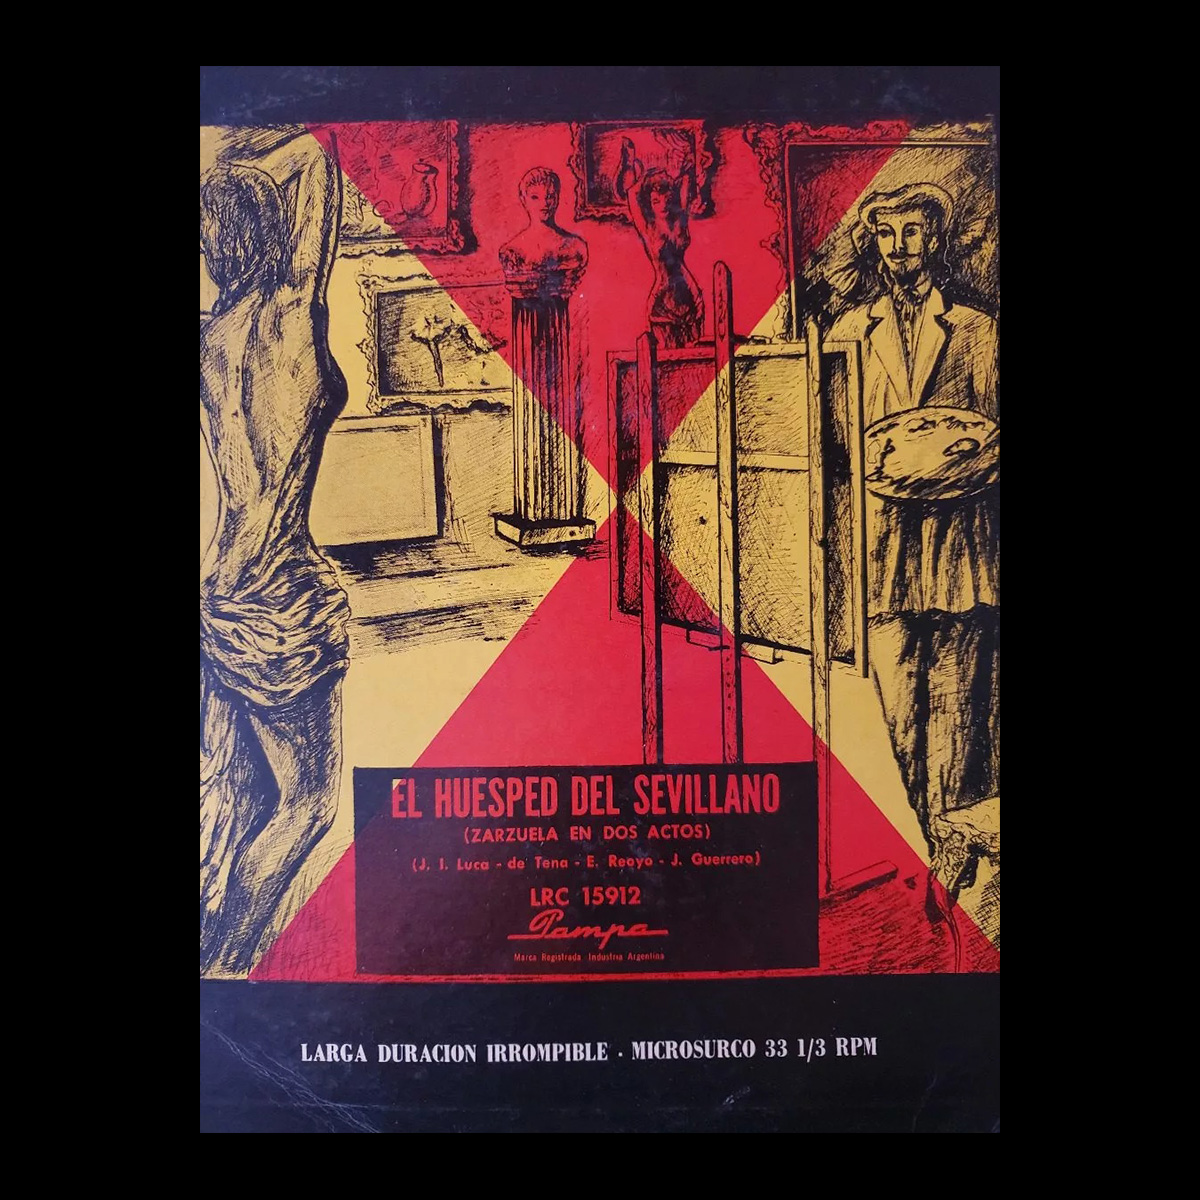 EL HUESPED DEL SEVILLANO
(ZARZUELA EN DOS ACTOS)
(J. I. Luca - de Tena - E. Reoyo - J. Guerrero)
LRC 15912
Pampa
Marca Registrada Industria Argentina
LARGA DURACION IRROMPIBLE . MICROSURCO 33 1/3 RPM